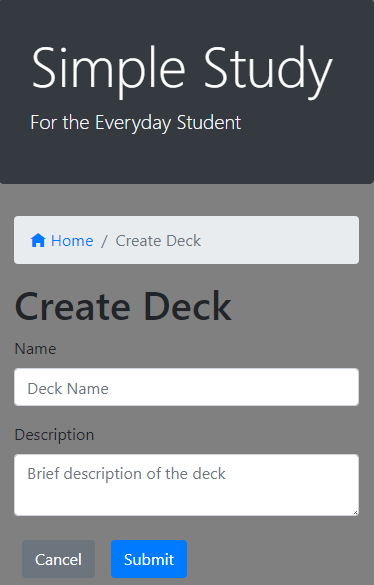 Simple Study
For the Everyday Student
Home / Create Deck
Create Deck
Name
Deck Name
Description
Brief description of the deck
Cancel Submit